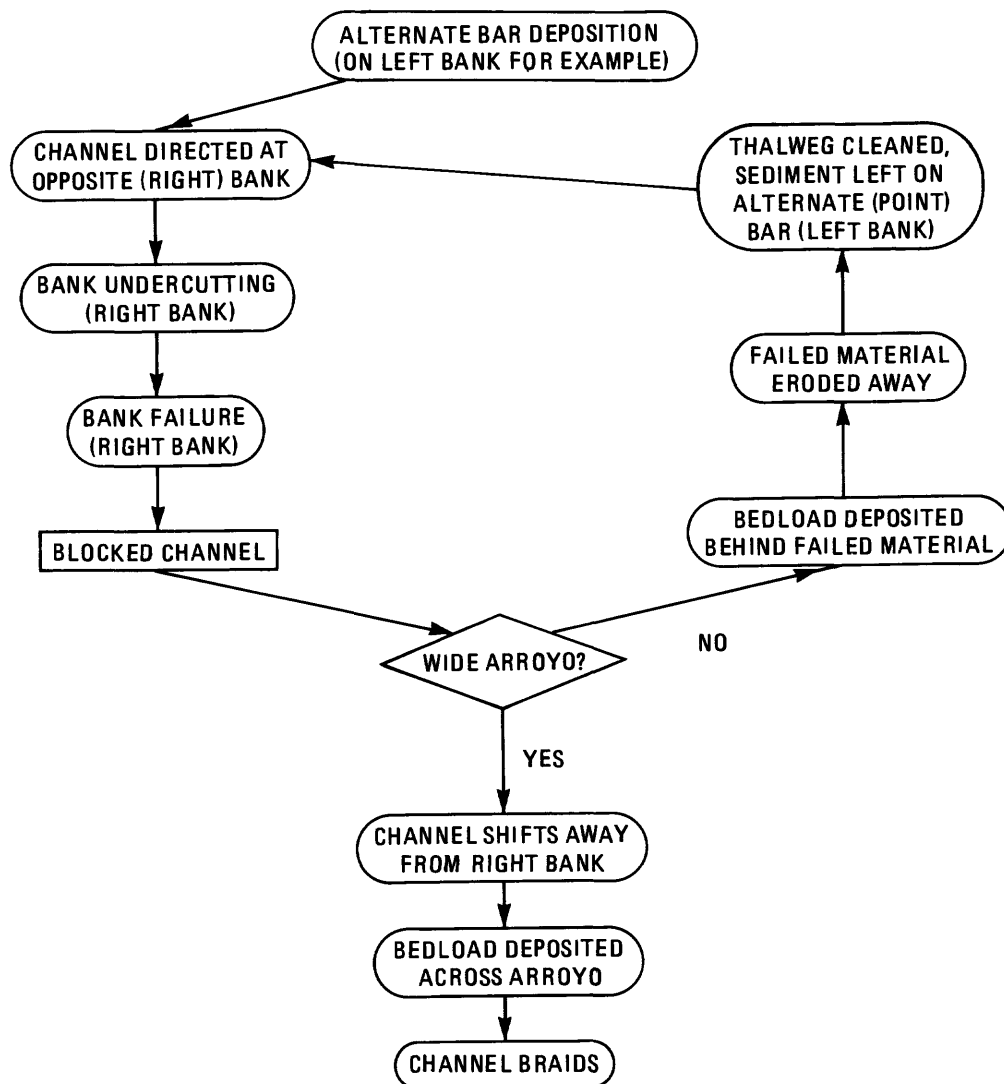 ALTERNATE BAR DEPOSITION
(ON LEFT BANK FOR EXAMPLE)
CHANNEL DIRECTED AT
OPPOSITE (RIGHT) BANK
THALWEG CLEANED,
SEDIMENT LEFT ON
ALTERNATE (POINT)
BAR (LEFT BANK)
BANK UNDERCUTTING
(RIGHT BANK)
FAILED MATERIAL
ERODED AWAY
BANK FAILURE
(RIGHT BANK)
BEDLOAD DEPOSITED
BEHIND FAILED MATERIAL
BLOCKED CHANNEL
WIDE ARROYO?
NO
YES
CHANNEL SHIFTS AWAY
FROM RIGHT BANK
BEDLOAD DEPOSITED
ACROSS ARROYO
CHANNEL BRAIDS